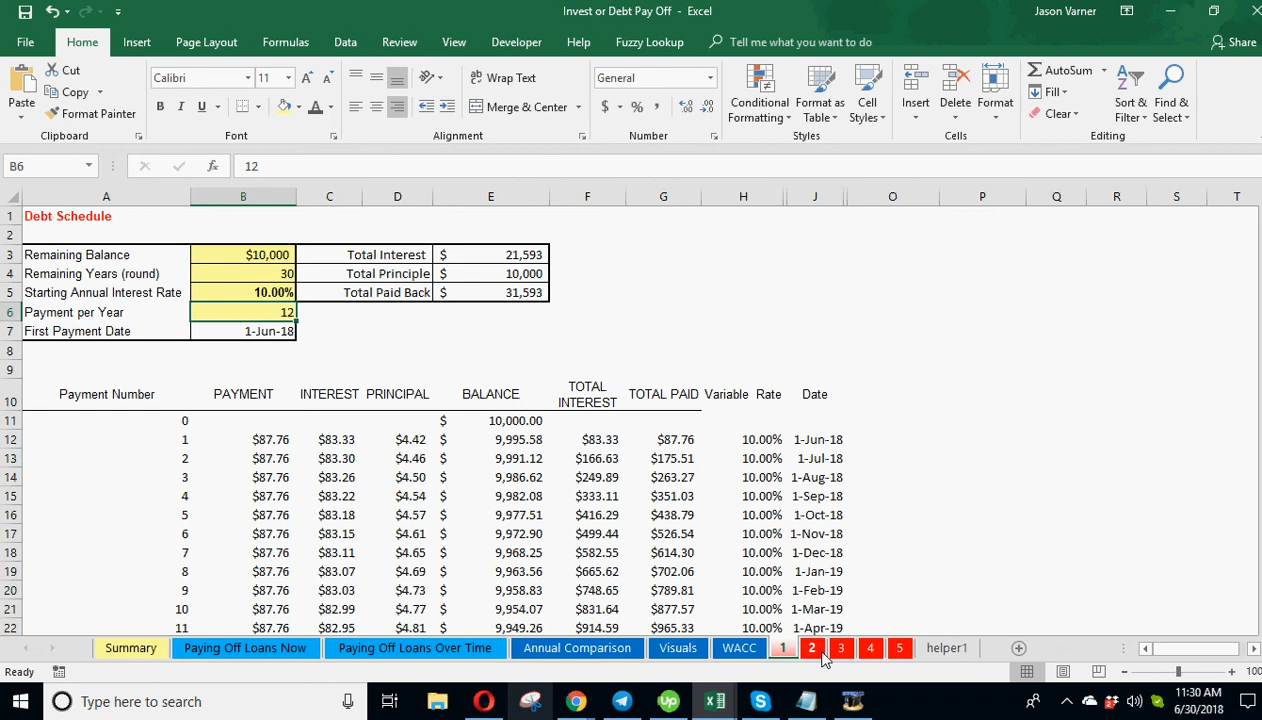 Invest or Debt Pay Off - Excel
Jason Varner
File Home Insert Page Layout Formulas Data Review View Developer Help Fuzzy Lookup Tell me what you want to do Share
Paste Cut Copy Format Painter
Calibri 11
B I U A
Wrap Text
Merge & Center
General
$ % ,
Conditional Formatting Format as Table Cell Styles
Insert Delete Format
AutoSum Fill Clear
Sort & Filter Find & Select
Clipboard Font Alignment Number Styles Cells Editing
B6 fx 12
A B C D E F G H J O P Q R S T
1 Debt Schedule
2
3 Remaining Balance $10,000 Total Interest $ 21,593
4 Remaining Years (round) 30 Total Principle $ 10,000
5 Starting Annual Interest Rate 10.00% Total Paid Back $ 31,593
6 Payment per Year 12
7 First Payment Date 1-Jun-18
8
9
10 Payment Number PAYMENT INTEREST PRINCIPAL BALANCE TOTAL INTEREST TOTAL PAID Variable Rate Date
11 0 $ 10,000.00
12 1 $87.76 $83.33 $4.42 $ 9,995.58 $83.33 $87.76 10.00% 1-Jun-18
13 2 $87.76 $83.30 $4.46 $ 9,991.12 $166.63 $175.51 10.00% 1-Jul-18
14 3 $87.76 $83.26 $4.50 $ 9,986.62 $249.89 $263.27 10.00% 1-Aug-18
15 4 $87.76 $83.22 $4.54 $ 9,982.08 $333.11 $351.03 10.00% 1-Sep-18
16 5 $87.76 $83.18 $4.57 $ 9,977.51 $416.29 $438.79 10.00% 1-Oct-18
17 6 $87.76 $83.15 $4.61 $ 9,972.90 $499.44 $526.54 10.00% 1-Nov-18
18 7 $87.76 $83.11 $4.65 $ 9,968.25 $582.55 $614.30 10.00% 1-Dec-18
19 8 $87.76 $83.07 $4.69 $ 9,963.56 $665.62 $702.06 10.00% 1-Jan-19
20 9 $87.76 $83.03 $4.73 $ 9,958.83 $748.65 $789.81 10.00% 1-Feb-19
21 10 $87.76 $82.99 $4.77 $ 9,954.07 $831.64 $877.57 10.00% 1-Mar-19
22 11 $87.76 $82.95 $4.81 $ 9,949.26 $914.59 $965.33 10.00% 1-Apr-19
Summary Paying Off Loans Now Paying Off Loans Over Time Annual Comparison Visuals WACC 1 2 3 4 5 helper1
Ready 100
Type here to search
11:30 AM
6/30/2018